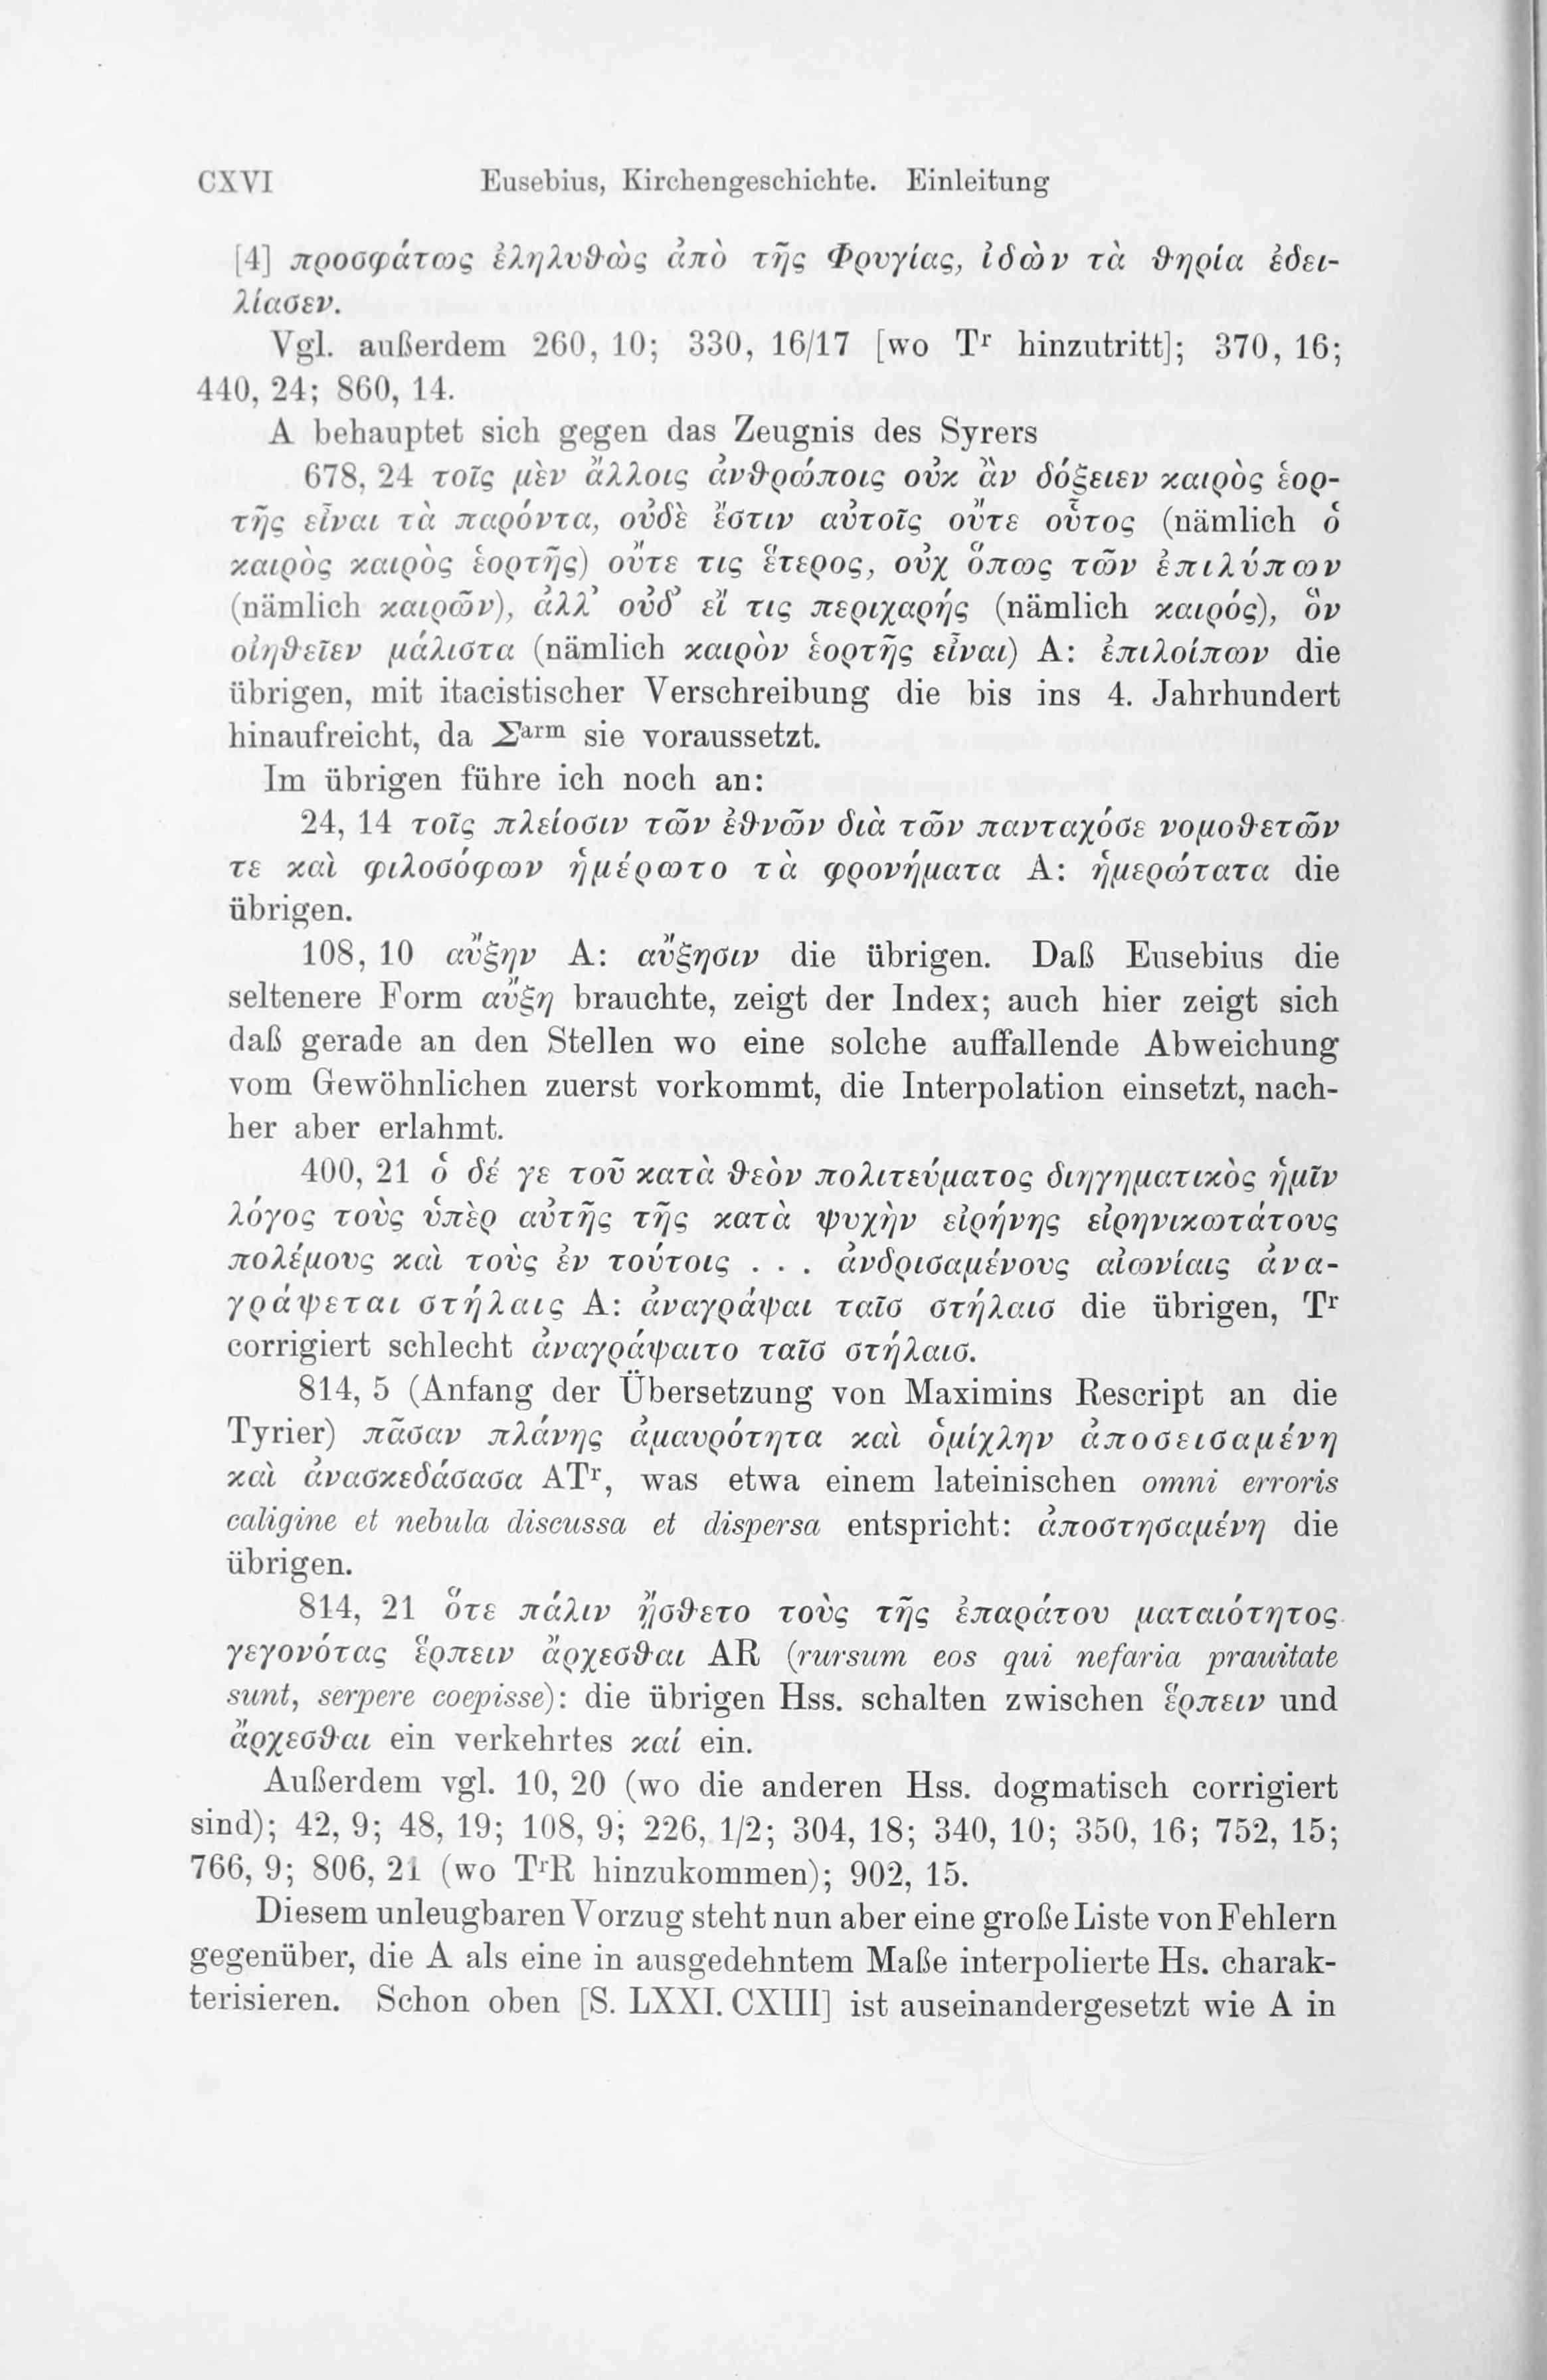 CXVI Eusebius, Kirchengeschichte. Einleitung
[4] προσφάτως ἐληλυθὼς ἀπὸ τῆς Φρυγίας, ἰδὼν τὰ θηρία ἐδει-
λίασεν.
Vgl. außerdem 260, 10; 330, 16/17 [wo Tʳ hinzutritt]; 370, 16;
440, 24; 860, 14.
A behauptet sich gegen das Zeugnis des Syrers
678, 24 τοῖς μὲν ἄλλοις ἀνθρώποις οὐκ ἂν δόξειεν καιρὸς ἑορ-
τῆς εἶναι τὰ παρόντα, οὐδὲ ἔστιν αὐτοῖς οὔτε οὗτος (nämlich ὁ
καιρὸς καιρὸς ἑορτῆς) οὔτε τις ἕτερος, οὐχ ὅπως τῶν ἐπιλύπων
(nämlich καιρῶν), ἀλλ’ οὐδ’ εἴ τις περιχαρής (nämlich καιρός), ὃν
οἰηθεῖεν μάλιστα (nämlich καιρὸν ἑορτῆς εἶναι) A: ἐπιλοίπων die
übrigen, mit itacistischer Verschreibung die bis ins 4. Jahrhundert
hinaufreicht, da Σᵃʳᵐ sie voraussetzt.
Im übrigen führe ich noch an:
24, 14 τοῖς πλείοσιν τῶν ἐθνῶν διὰ τῶν πανταχόσε νομοθετῶν
τε καὶ φιλοσόφων ἡμέρωτο τὰ φρονήματα A: ἡμερώτατα die
übrigen.
108, 10 αὔξην A: αὔξησιν die übrigen. Daß Eusebius die
seltenere Form αὔξη brauchte, zeigt der Index; auch hier zeigt sich
daß gerade an den Stellen wo eine solche auffallende Abweichung
vom Gewöhnlichen zuerst vorkommt, die Interpolation einsetzt, nach-
her aber erlahmt.
400, 21 ὁ δέ γε τοῦ κατὰ θεὸν πολιτεύματος διηγηματικὸς ἡμῖν
λόγος τοὺς ὑπὲρ αὐτῆς τῆς κατὰ ψυχὴν εἰρήνης εἰρηνικωτάτους
πολέμους καὶ τοὺς ἐν τούτοις . . . ἀνδρισαμένους αἰωνίαις ἀνα-
γράψεται στήλαις A: ἀναγράψαι ταῖσ στήλαισ die übrigen, Tʳ
corrigiert schlecht ἀναγράψαιτο ταῖσ στήλαισ.
814, 5 (Anfang der Übersetzung von Maximins Rescript an die
Tyrier) πᾶσαν πλάνης ἀμαυρότητα καὶ ὁμίχλην ἀποσεισαμένη
καὶ ἀνασκεδάσασα ATʳ, was etwa einem lateinischen omni erroris
caligine et nebula discussa et dispersa entspricht: ἀποστησαμένη die
übrigen.
814, 21 ὅτε πάλιν ᾔσθετο τοὺς τῆς ἐπαράτου ματαιότητος
γεγονότας ἕρπειν ἄρχεσθαι AR (rursum eos qui nefaria prauitate
sunt, serpere coepisse): die übrigen Hss. schalten zwischen ἕρπειν und
ἄρχεσθαι ein verkehrtes καί ein.
Außerdem vgl. 10, 20 (wo die anderen Hss. dogmatisch corrigiert
sind); 42, 9; 48, 19; 108, 9; 226, 1/2; 304, 18; 340, 10; 350, 16; 752, 15;
766, 9; 806, 21 (wo TʳR hinzukommen); 902, 15.
Diesem unleugbaren Vorzug steht nun aber eine große Liste von Fehlern
gegenüber, die A als eine in ausgedehntem Maße interpolierte Hs. charak-
terisieren. Schon oben [S. LXXI. CXIII] ist auseinandergesetzt wie A in